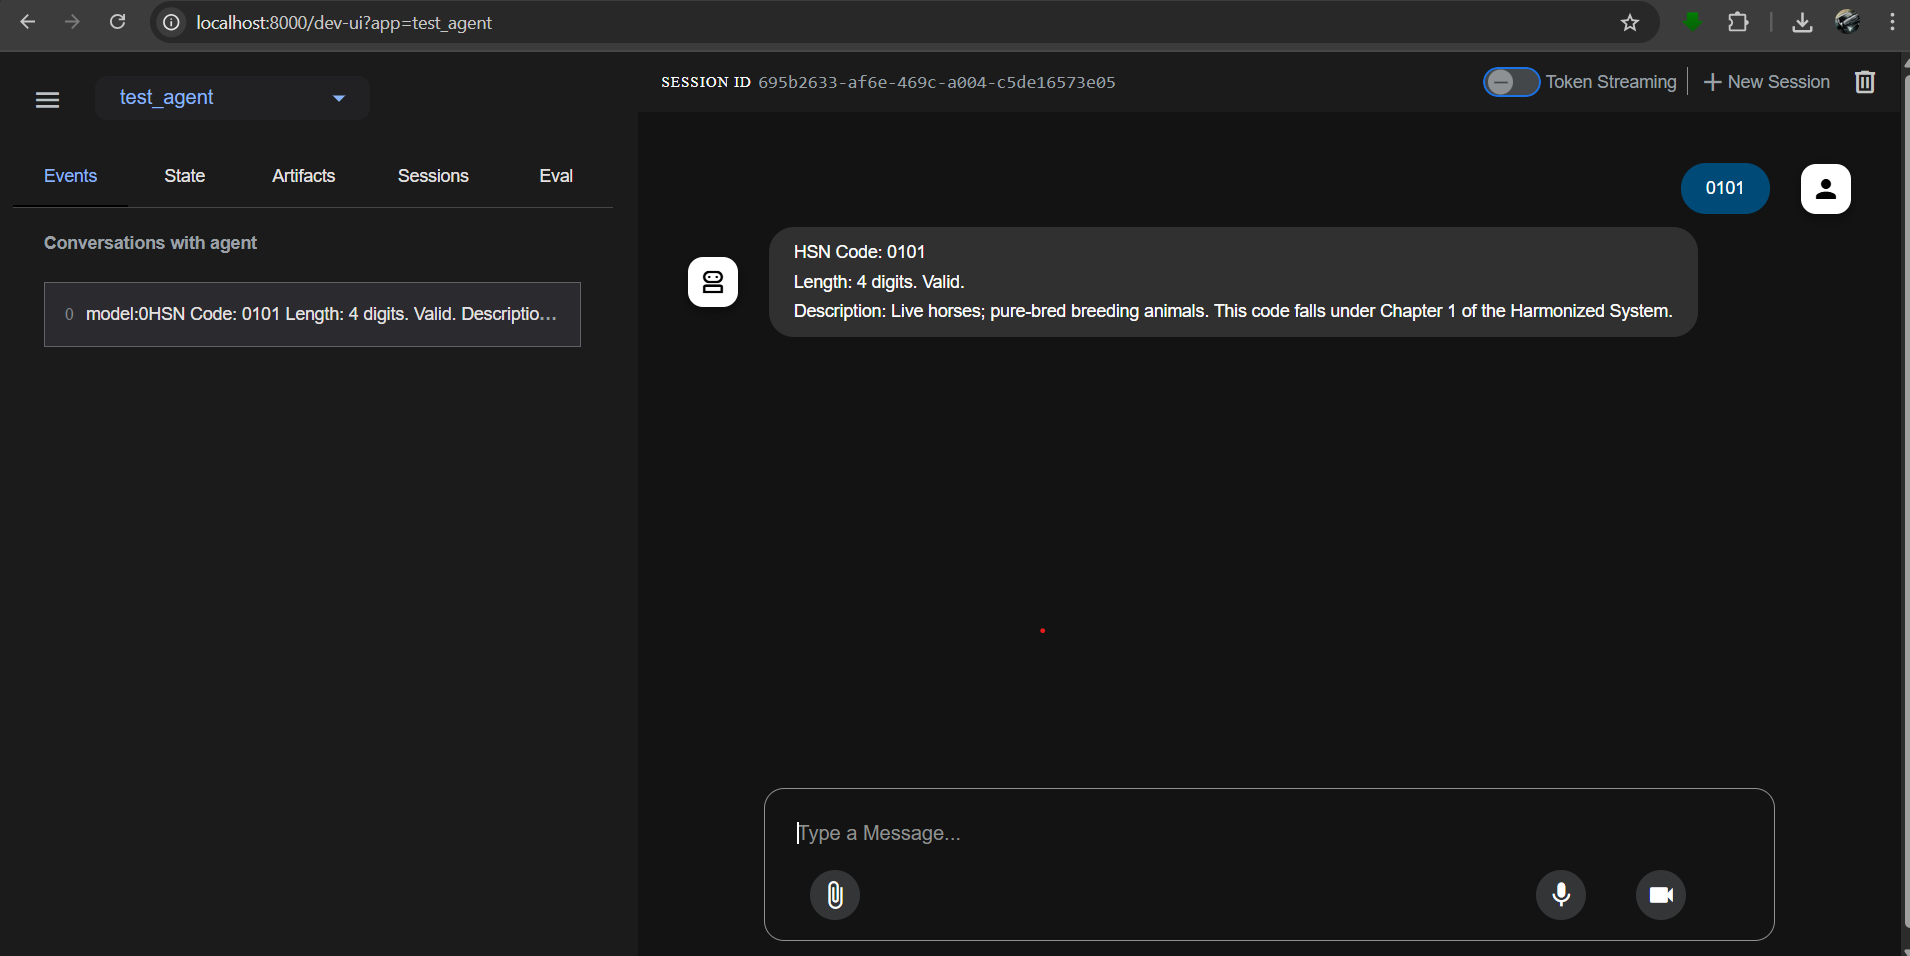 localhost:8000/dev-ui?app=test_agent
test_agent
SESSION ID 695b2633-af6e-469c-a004-c5de16573e05
Token Streaming
New Session
Events State Artifacts Sessions Eval
Conversations with agent
0 model:0HSN Code: 0101 Length: 4 digits. Valid. Descriptio...
0101
HSN Code: 0101
Length: 4 digits. Valid.
Description: Live horses; pure-bred breeding animals. This code falls under Chapter 1 of the Harmonized System.
Type a Message...